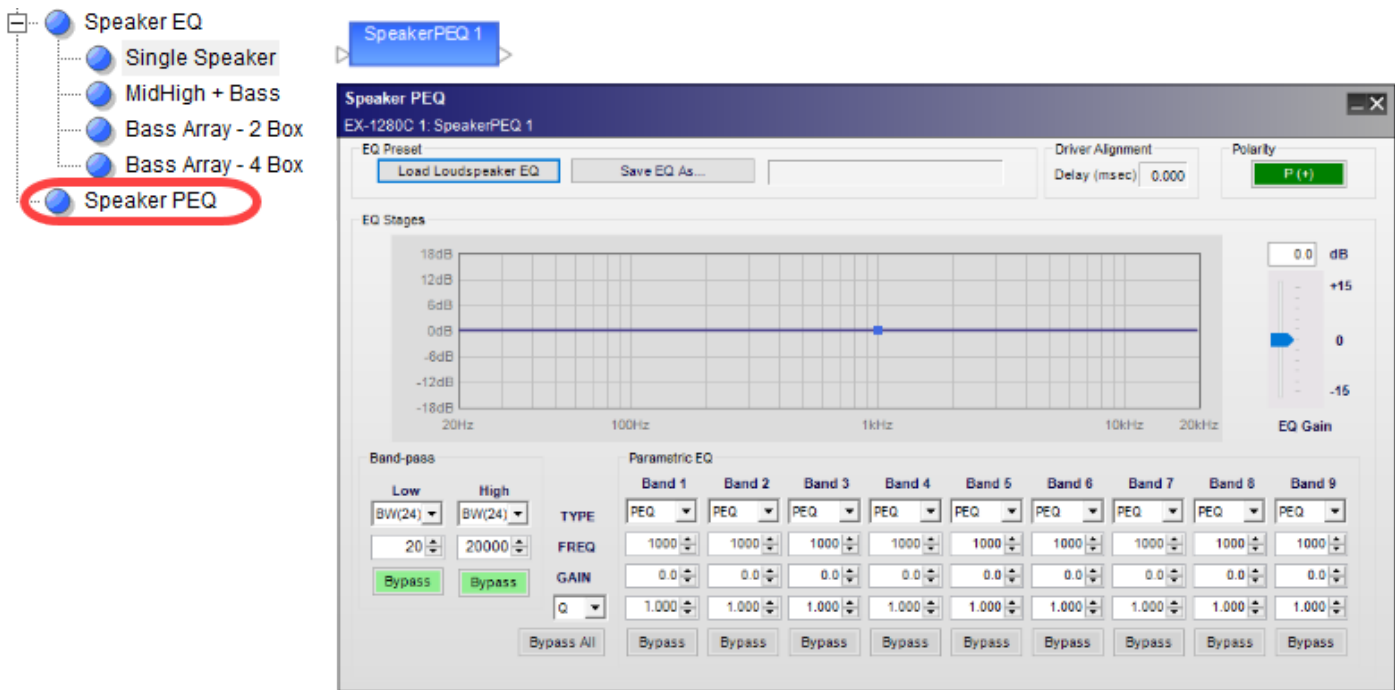 Speaker EQ
Single Speaker
MidHigh + Bass
Bass Array - 2 Box
Bass Array - 4 Box
Speaker PEQ
SpeakerPEQ 1
Speaker PEQ
EX-1280C 1: SpeakerPEQ 1
EQ Preset
Load Loudspeaker EQ
Save EQ As...
Driver Alignment
Delay (msec) 0.000
Polarity
P (+)
EQ Stages
18dB
12dB
6dB
0dB
-6dB
-12dB
-18dB
20Hz 100Hz 1kHz 10kHz 20kHz
0.0 dB
+15
0
-15
EQ Gain
Band-pass
Low High
BW(24) BW(24)
20 20000
Bypass Bypass
Parametric EQ
Band 1 Band 2 Band 3 Band 4 Band 5 Band 6 Band 7 Band 8 Band 9
TYPE PEQ PEQ PEQ PEQ PEQ PEQ PEQ PEQ PEQ
FREQ 1000 1000 1000 1000 1000 1000 1000 1000 1000
GAIN 0.0 0.0 0.0 0.0 0.0 0.0 0.0 0.0 0.0
Q 1.000 1.000 1.000 1.000 1.000 1.000 1.000 1.000 1.000
Bypass All Bypass Bypass Bypass Bypass Bypass Bypass Bypass Bypass Bypass